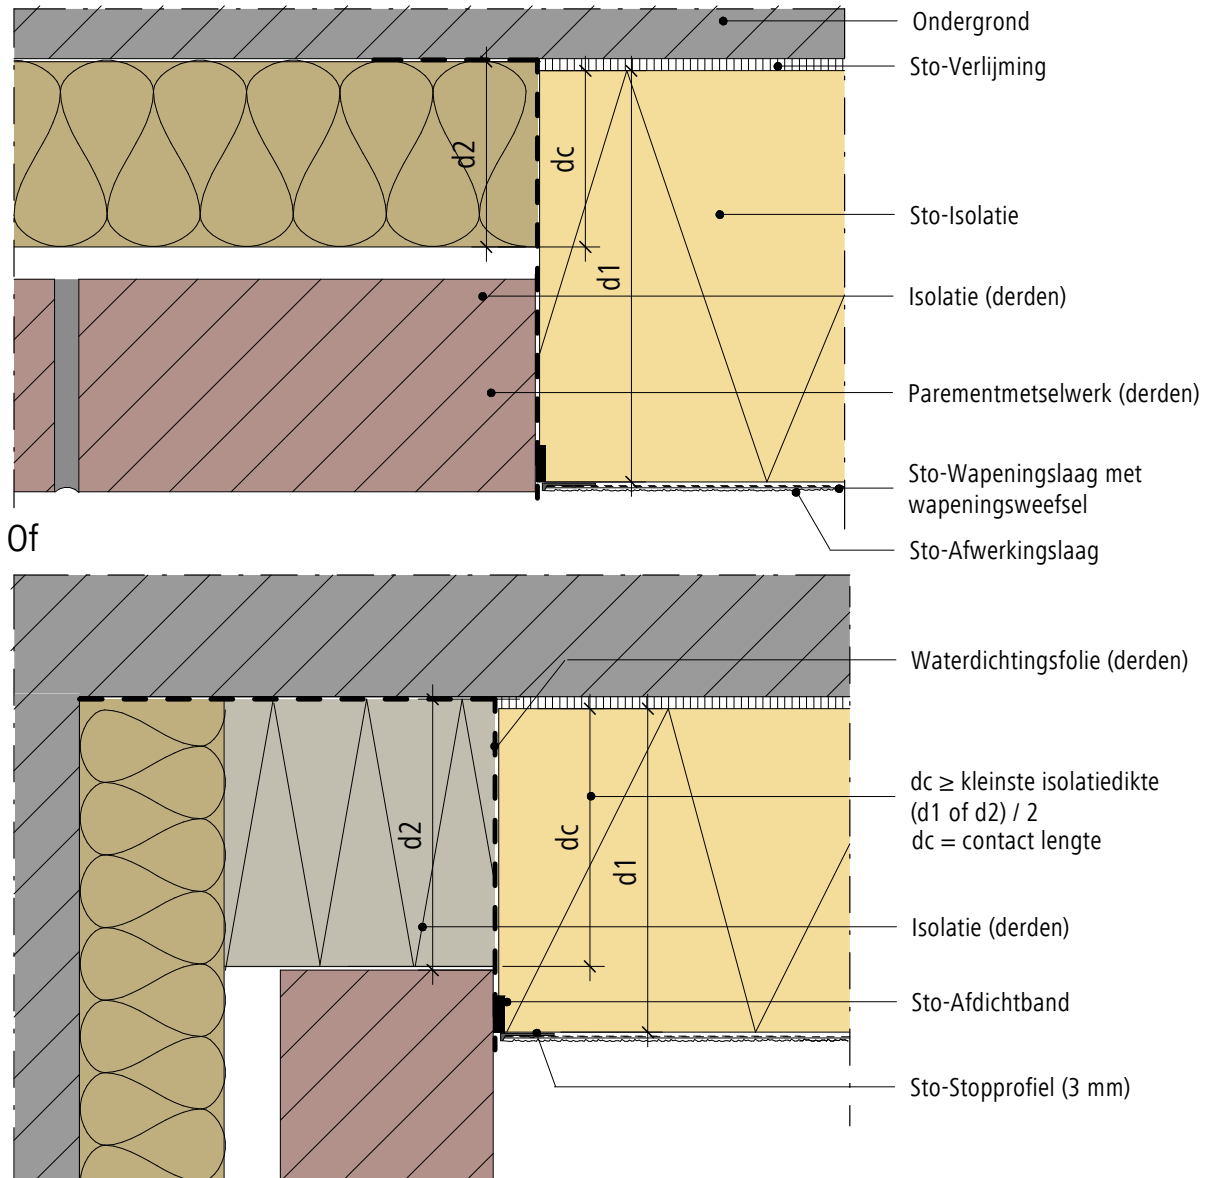 Ondergrond
Sto-Verlijming
d2
dc
d1
Sto-Isolatie
Isolatie (derden)
Parementmetselwerk (derden)
Sto-Wapeningslaag met
wapeningsweefsel
Of
Sto-Afwerkingslaag
Waterdichtingsfolie (derden)
dc ≥ kleinste isolatiedikte
(d1 of d2) / 2
dc = contact lengte
d2
dc
d1
Isolatie (derden)
Sto-Afdichtband
Sto-Stopprofiel (3 mm)